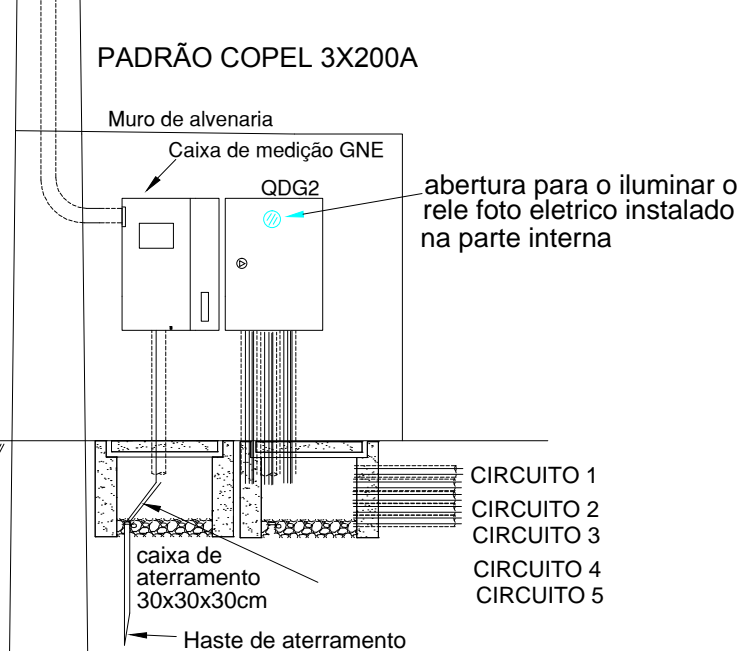 PADRÃO COPEL 3X200A
Muro de alvenaria
Caixa de medição GNE
QDG2
abertura para o iluminar o
rele foto eletrico instalado
na parte interna
CIRCUITO 1
CIRCUITO 2
CIRCUITO 3
CIRCUITO 4
CIRCUITO 5
caixa de
aterramento
30x30x30cm
Haste de aterramento